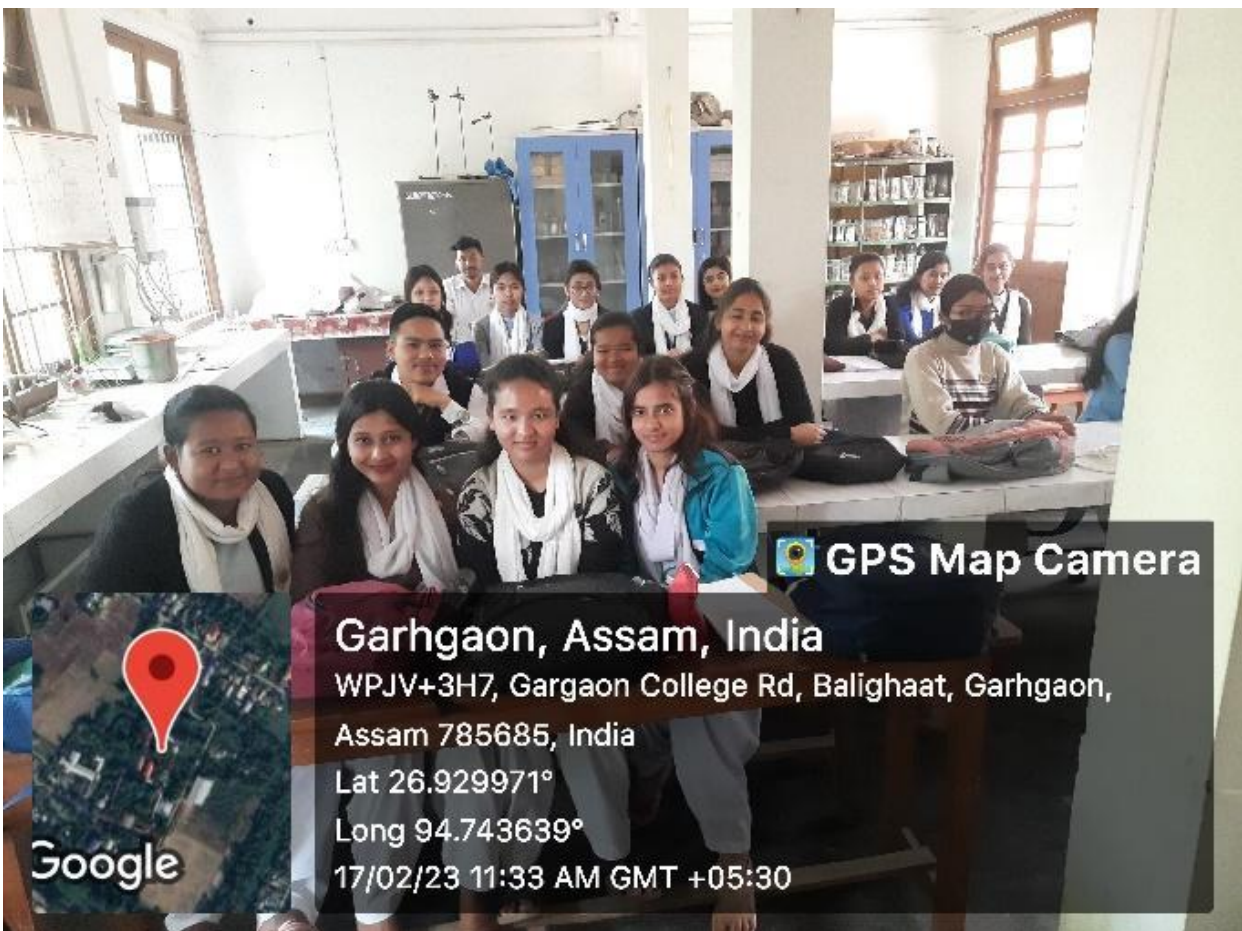 GPS Map Camera
Garhgaon, Assam, India
WPJV+3H7, Gargaon College Rd, Balighaat, Garhgaon,
Assam 785685, India
Lat 26.929971°
Long 94.743639°
17/02/23 11:33 AM GMT +05:30
Google